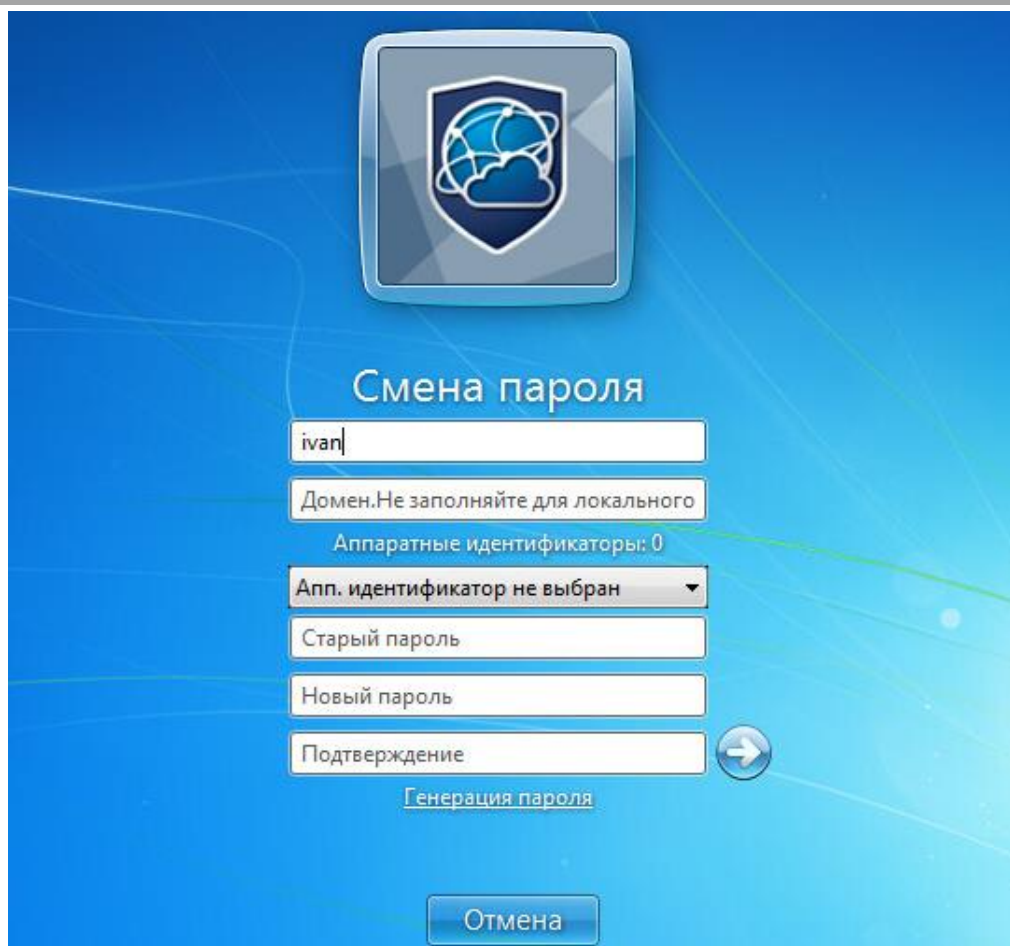 Смена пароля
ivan
Домен.Не заполняйте для локального
Аппаратные идентификаторы: 0
Апп. идентификатор не выбран
Старый пароль
Новый пароль
Подтверждение
Генерация пароля
Отмена